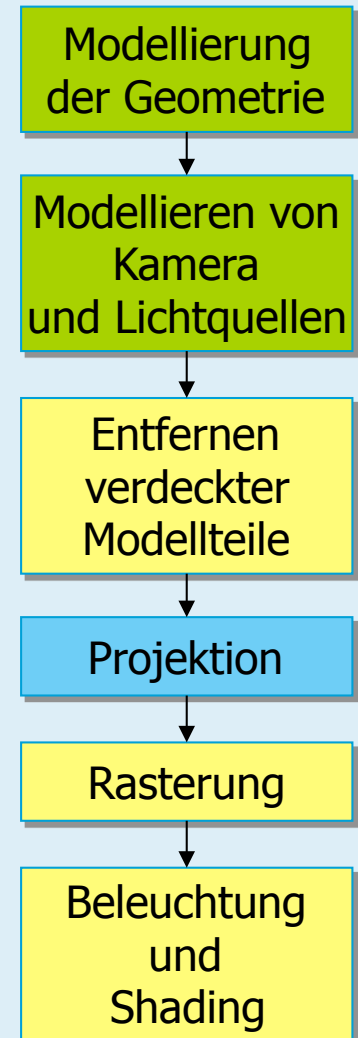 Modellierung
der Geometrie
Modellieren von
Kamera
und Lichtquellen
Entfernen
verdeckter
Modellteile
Projektion
Rasterung
Beleuchtung
und
Shading